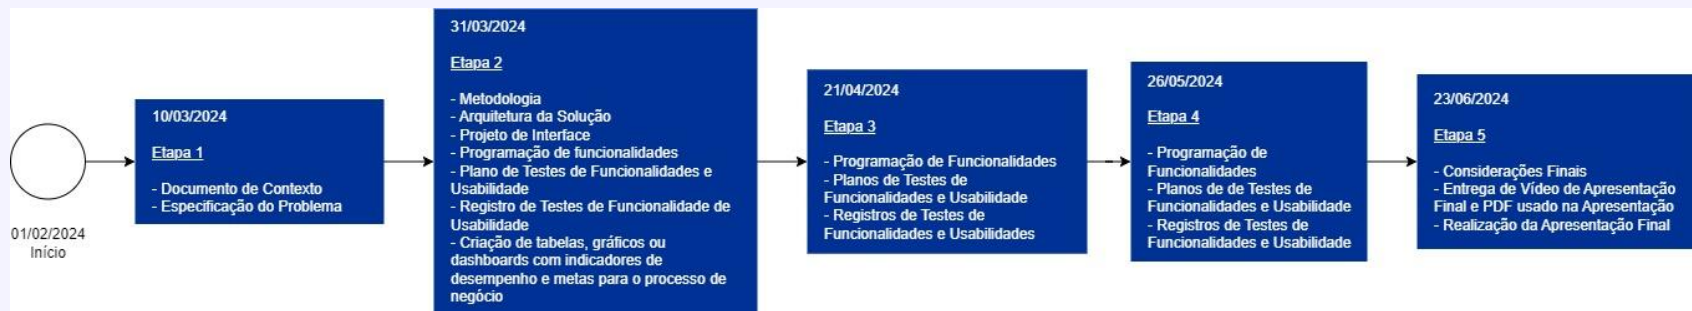 01/02/2024
Início
10/03/2024
Etapa 1
- Documento de Contexto
- Especificação do Problema
31/03/2024
Etapa 2
- Metodologia
- Arquitetura da Solução
- Projeto de Interface
- Programação de funcionalidades
- Plano de Testes de Funcionalidades e
Usabilidade
- Registro de Testes de Funcionalidade de
Usabilidade
- Criação de tabelas, gráficos ou
dashboards com indicadores de
desempenho e metas para o processo de
negócio
21/04/2024
Etapa 3
- Programação de Funcionalidades
- Planos de Testes de
Funcionalidades e Usabilidade
- Registros de Testes de
Funcionalidades e Usabilidades
26/05/2024
Etapa 4
- Programação de
Funcionalidades
- Planos de de Testes de
Funcionalidades e Usabilidade
- Registros de Testes de
Funcionalidades e Usabilidade
23/06/2024
Etapa 5
- Considerações Finais
- Entrega de Vídeo de Apresentação
Final e PDF usado na Apresentação
- Realização da Apresentação Final